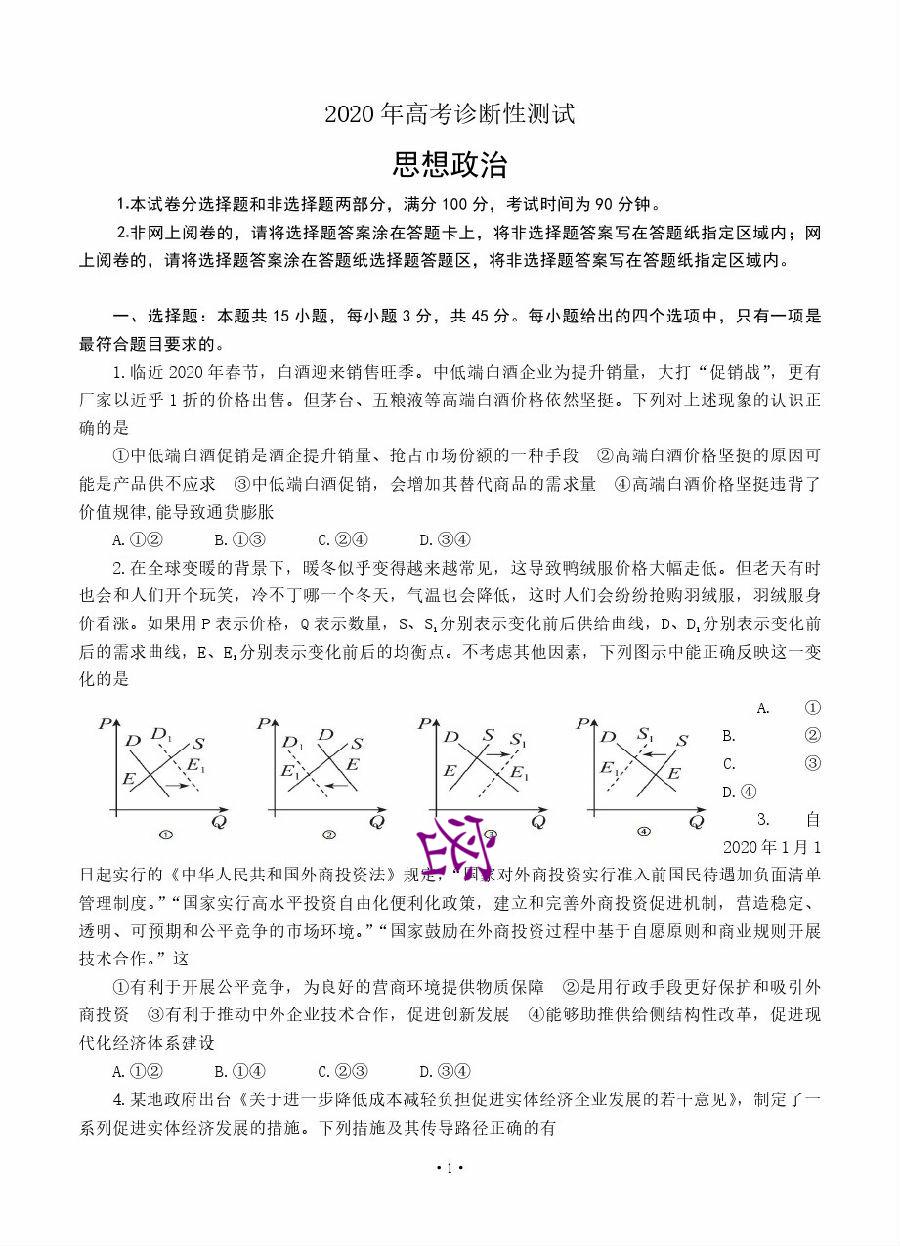 2020 年高考诊断性测试
思想政治
1.本试卷分选择题和非选择题两部分，满分 100 分，考试时间为 90 分钟。
2.非网上阅卷的，请将选择题答案涂在答题卡上，将非选择题答案写在答题纸指定区域内；网
上阅卷的，请将选择题答案涂在答题纸选择题答题区，将非选择题答案写在答题纸指定区域内。
一、选择题：本题共 15 小题，每小题 3 分，共 45 分。每小题给出的四个选项中，只有一项是
最符合题目要求的。
1.临近 2020 年春节，白酒迎来销售旺季。中低端白酒企业为提升销量，大打“促销战”，更有
厂家以近乎 1 折的价格出售。但茅台、五粮液等高端白酒价格依然坚挺。下列对上述现象的认识正
确的是
①中低端白酒促销是酒企提升销量、抢占市场份额的一种手段　②高端白酒价格坚挺的原因可
能是产品供不应求　③中低端白酒促销，会增加其替代商品的需求量　④高端白酒价格坚挺违背了
价值规律,能导致通货膨胀
A.①②　　B.①③　　C.②④　　D.③④
2.在全球变暖的背景下，暖冬似乎变得越来越常见，这导致鸭绒服价格大幅走低。但老天有时
也会和人们开个玩笑，冷不丁哪一个冬天，气温也会降低，这时人们会纷纷抢购羽绒服，羽绒服身
价看涨。如果用 P 表示价格，Q 表示数量，S、S₁分别表示变化前后供给曲线，D、D₁分别表示变化前
后的需求曲线，E、E₁分别表示变化前后的均衡点。不考虑其他因素，下列图示中能正确反映这一变
化的是
P D D₁ S E E₁ Q ①
P D₁ D S E₁ E Q ②
P D S S₁ E E₁ Q ③
P D S₁ S E₁ E Q ④
A. ①
B. ②
C. ③
D.④
密
3. 自
2020 年 1 月 1
日起实行的《中华人民共和国外商投资法》规定，“国家对外商投资实行准入前国民待遇加负面清单
管理制度。”“国家实行高水平投资自由化便利化政策，建立和完善外商投资促进机制，营造稳定、
透明、可预期和公平竞争的市场环境。”“国家鼓励在外商投资过程中基于自愿原则和商业规则开展
技术合作。”这
①有利于开展公平竞争，为良好的营商环境提供物质保障　②是用行政手段更好保护和吸引外
商投资　③有利于推动中外企业技术合作，促进创新发展　④能够助推供给侧结构性改革，促进现
代化经济体系建设
A.①②　　B.①④　　C.②③　　D.③④
4.某地政府出台《关于进一步降低成本减轻负担促进实体经济企业发展的若干意见》，制定了一
系列促进实体经济发展的措施。下列措施及其传导路径正确的有
·1·